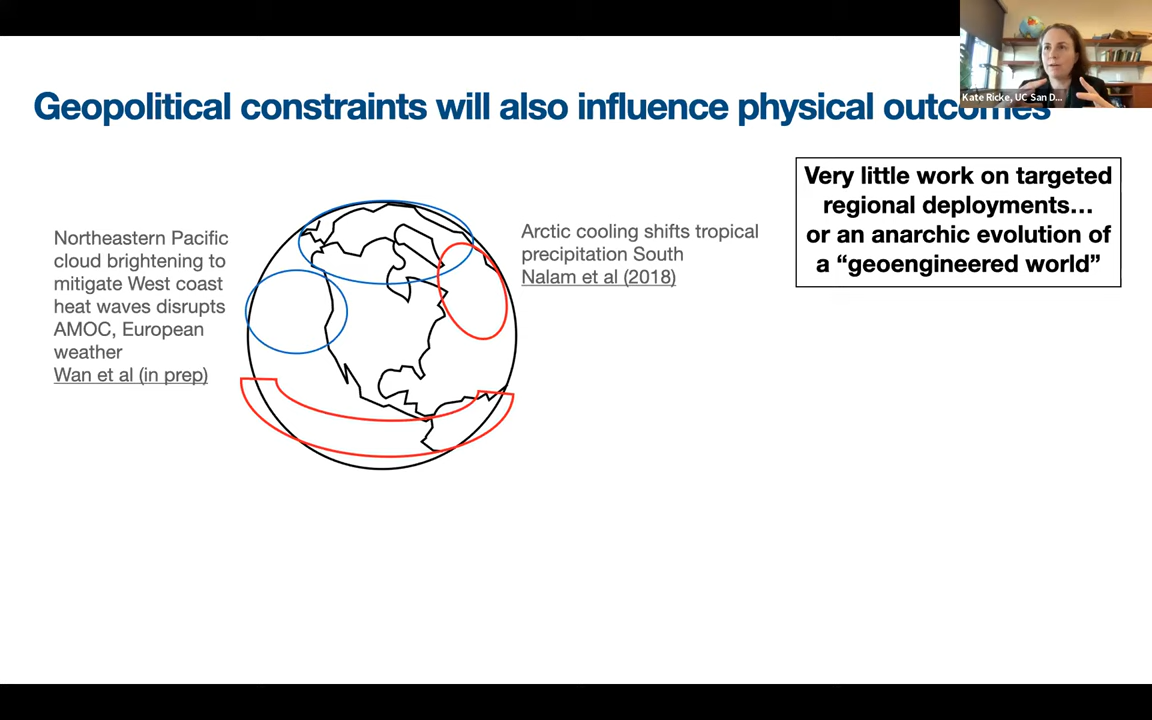 Geopolitical constraints will also influence physical outcomes
Kate Ricke, UC San D...
Very little work on targeted
regional deployments…
or an anarchic evolution of
a “geoengineered world”
Northeastern Pacific
cloud brightening to
mitigate West coast
heat waves disrupts
AMOC, European
weather
Wan et al (in prep)
Arctic cooling shifts tropical
precipitation South
Nalam et al (2018)